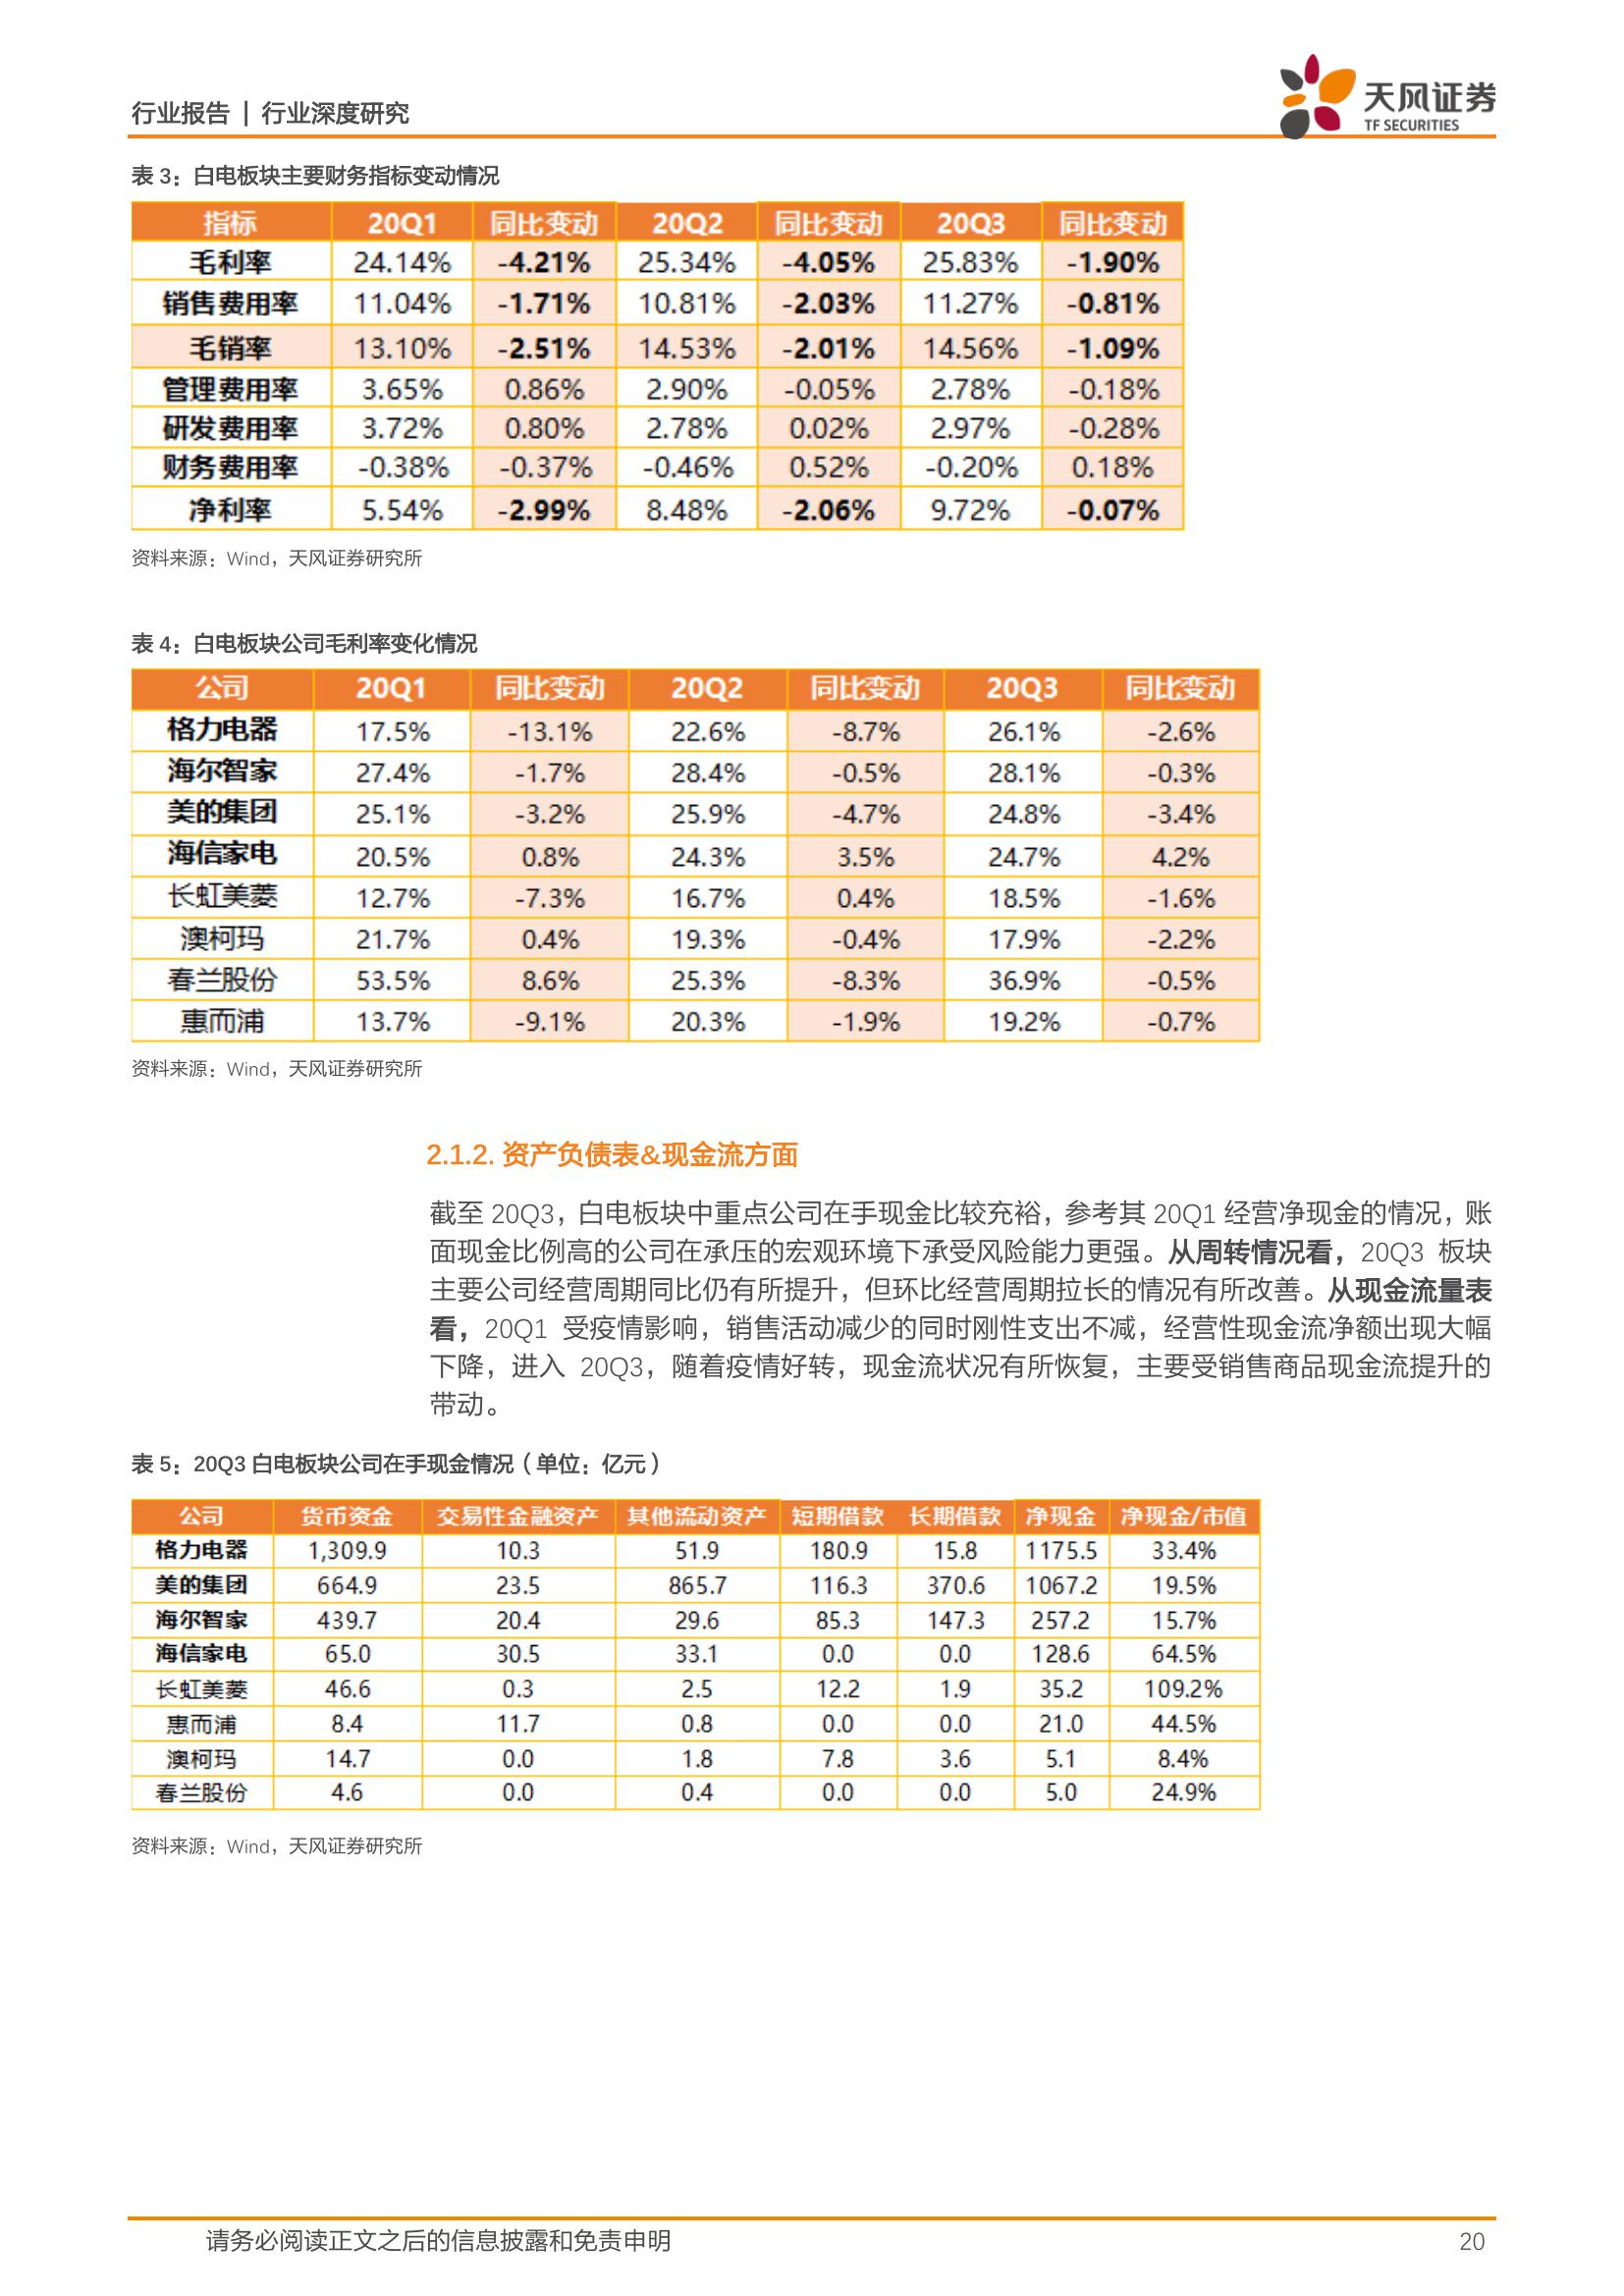 行业报告 | 行业深度研究
天风证券
TF SECURITIES
表 3：白电板块主要财务指标变动情况
指标 20Q1 同比变动 20Q2 同比变动 20Q3 同比变动
毛利率 24.14% -4.21% 25.34% -4.05% 25.83% -1.90%
销售费用率 11.04% -1.71% 10.81% -2.03% 11.27% -0.81%
毛销率 13.10% -2.51% 14.53% -2.01% 14.56% -1.09%
管理费用率 3.65% 0.86% 2.90% -0.05% 2.78% -0.18%
研发费用率 3.72% 0.80% 2.78% 0.02% 2.97% -0.28%
财务费用率 -0.38% -0.37% -0.46% 0.52% -0.20% 0.18%
净利率 5.54% -2.99% 8.48% -2.06% 9.72% -0.07%
资料来源：Wind，天风证券研究所
表 4：白电板块公司毛利率变化情况
公司 20Q1 同比变动 20Q2 同比变动 20Q3 同比变动
格力电器 17.5% -13.1% 22.6% -8.7% 26.1% -2.6%
海尔智家 27.4% -1.7% 28.4% -0.5% 28.1% -0.3%
美的集团 25.1% -3.2% 25.9% -4.7% 24.8% -3.4%
海信家电 20.5% 0.8% 24.3% 3.5% 24.7% 4.2%
长虹美菱 12.7% -7.3% 16.7% 0.4% 18.5% -1.6%
澳柯玛 21.7% 0.4% 19.3% -0.4% 17.9% -2.2%
春兰股份 53.5% 8.6% 25.3% -8.3% 36.9% -0.5%
惠而浦 13.7% -9.1% 20.3% -1.9% 19.2% -0.7%
资料来源：Wind，天风证券研究所
2.1.2. 资产负债表&现金流方面
截至 20Q3，白电板块中重点公司在手现金比较充裕，参考其 20Q1 经营净现金的情况，账
面现金比例高的公司在承压的宏观环境下承受风险能力更强。从周转情况看，20Q3 板块
主要公司经营周期同比仍有所提升，但环比经营周期拉长的情况有所改善。从现金流量表
看，20Q1 受疫情影响，销售活动减少的同时刚性支出不减，经营性现金流净额出现大幅
下降，进入 20Q3，随着疫情好转，现金流状况有所恢复，主要受销售商品现金流提升的
带动。
表 5：20Q3 白电板块公司在手现金情况（单位：亿元）
公司 货币资金 交易性金融资产 其他流动资产 短期借款 长期借款 净现金 净现金/市值
格力电器 1,309.9 10.3 51.9 180.9 15.8 1175.5 33.4%
美的集团 664.9 23.5 865.7 116.3 370.6 1067.2 19.5%
海尔智家 439.7 20.4 29.6 85.3 147.3 257.2 15.7%
海信家电 65.0 30.5 33.1 0.0 0.0 128.6 64.5%
长虹美菱 46.6 0.3 2.5 12.2 1.9 35.2 109.2%
惠而浦 8.4 11.7 0.8 0.0 0.0 21.0 44.5%
澳柯玛 14.7 0.0 1.8 7.8 3.6 5.1 8.4%
春兰股份 4.6 0.0 0.4 0.0 0.0 5.0 24.9%
资料来源：Wind，天风证券研究所
请务必阅读正文之后的信息披露和免责申明 20